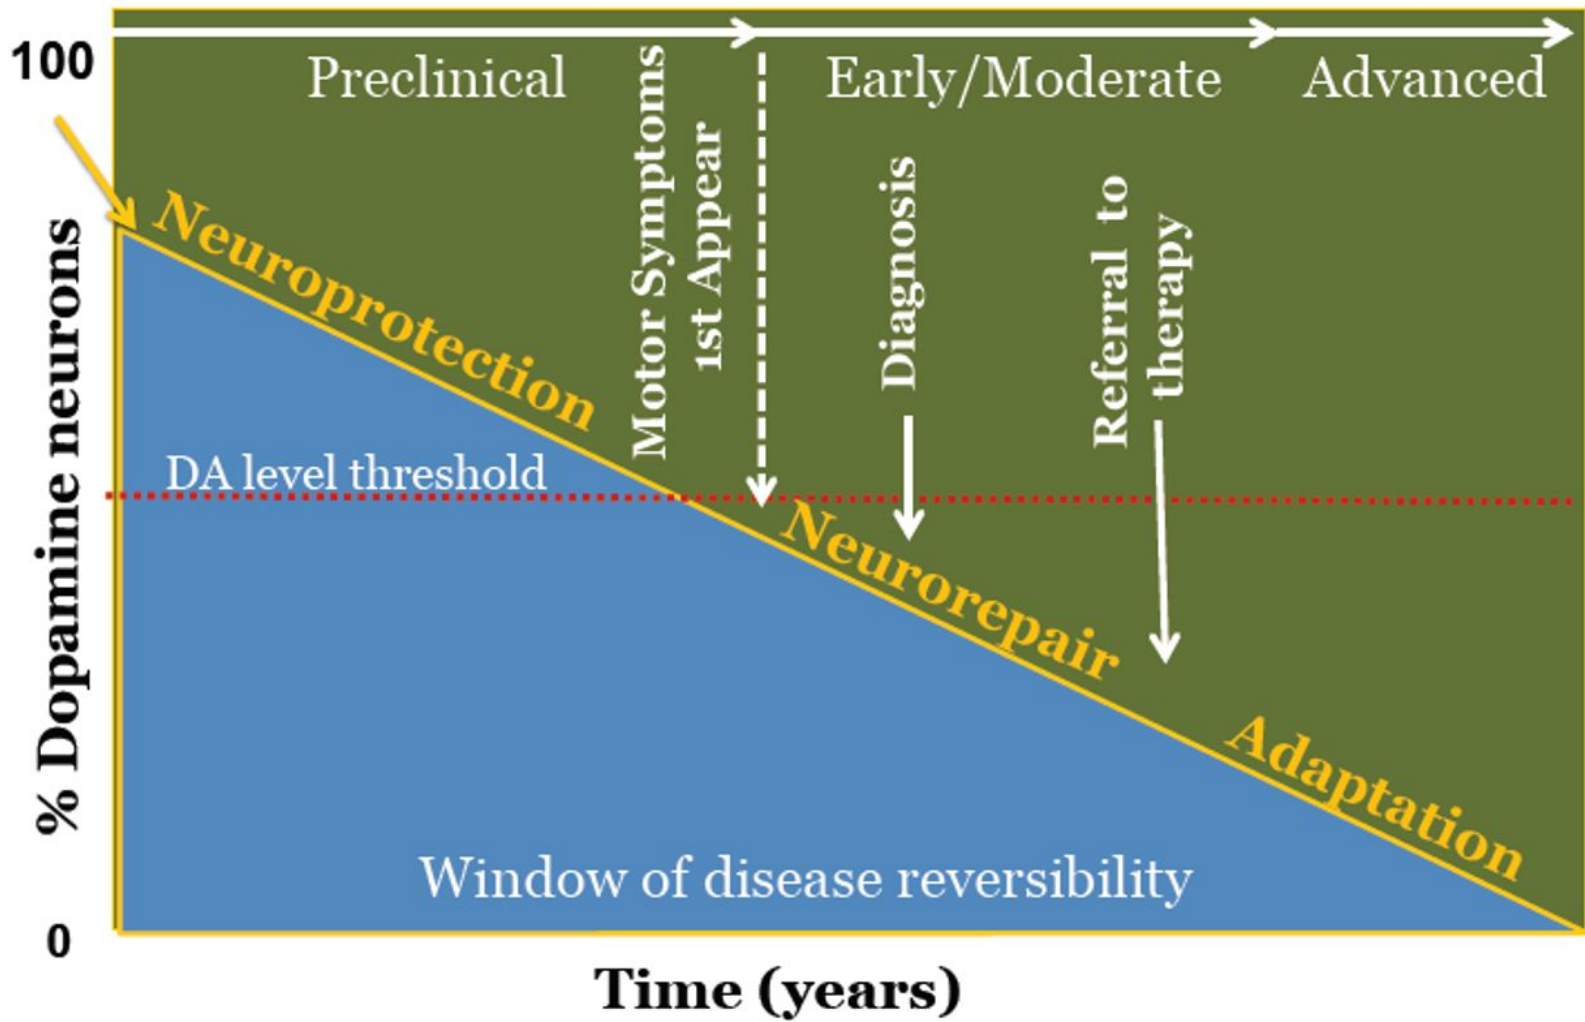 100
Preclinical
Early/Moderate
Advanced
Motor Symptoms
1st Appear
Diagnosis
Referral to
therapy
Neuroprotection
DA level threshold
Neurorepair
Adaptation
% Dopamine neurons
Window of disease reversibility
0
Time (years)